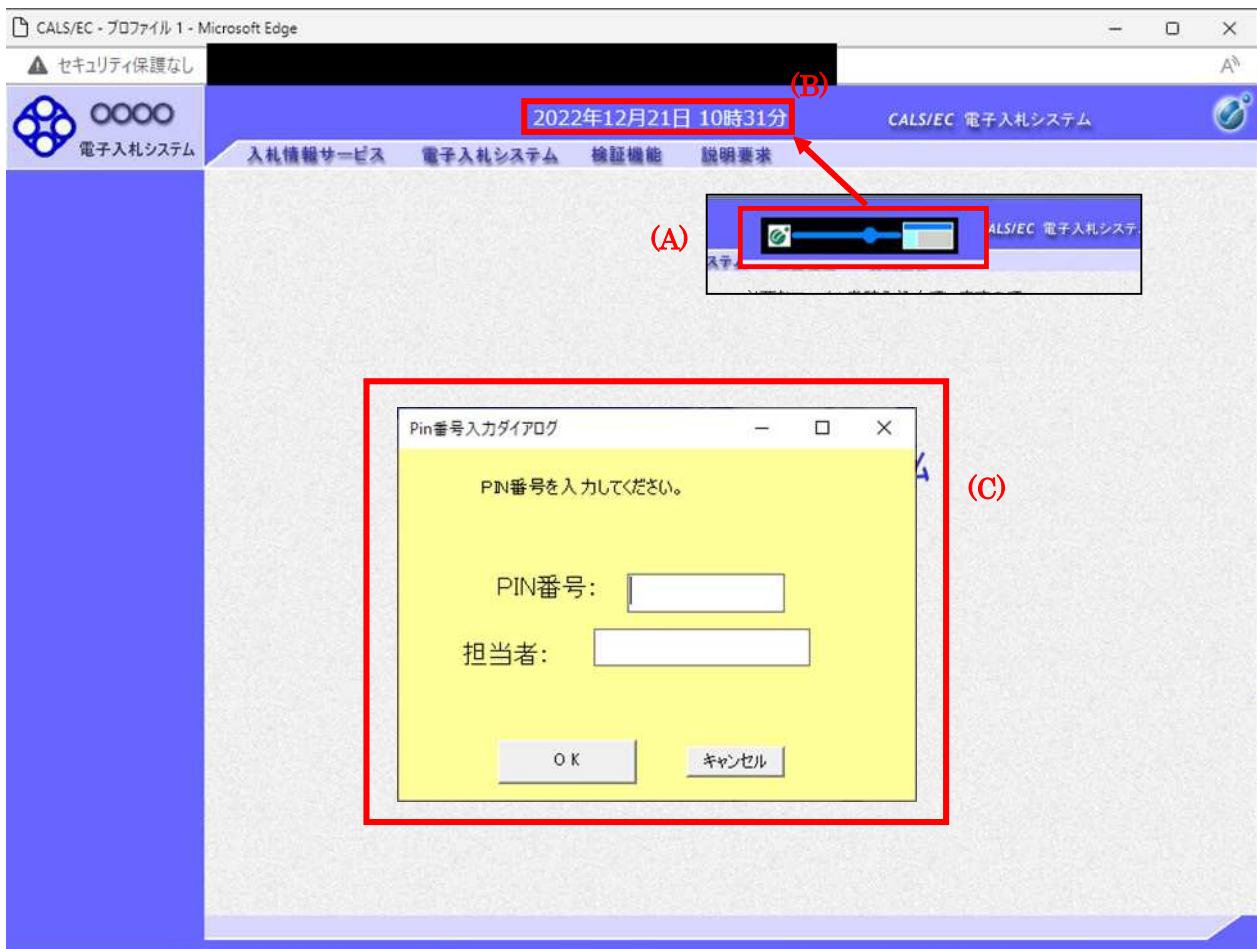 CALS/EC - プロファイル 1 - Microsoft Edge
セキュリティ保護なし
(B)
〇〇〇〇
電子入札システム
2022年12月21日 10時31分
CALS/EC 電子入札システム
入札情報サービス 電子入札システム 検証機能 説明要求
(A)
ALS/EC 電子入札システ
ステム
(C)
Pin番号入力ダイアログ
PIN番号を入力してください。
ム
PIN番号:
担当者:
OK キャンセル